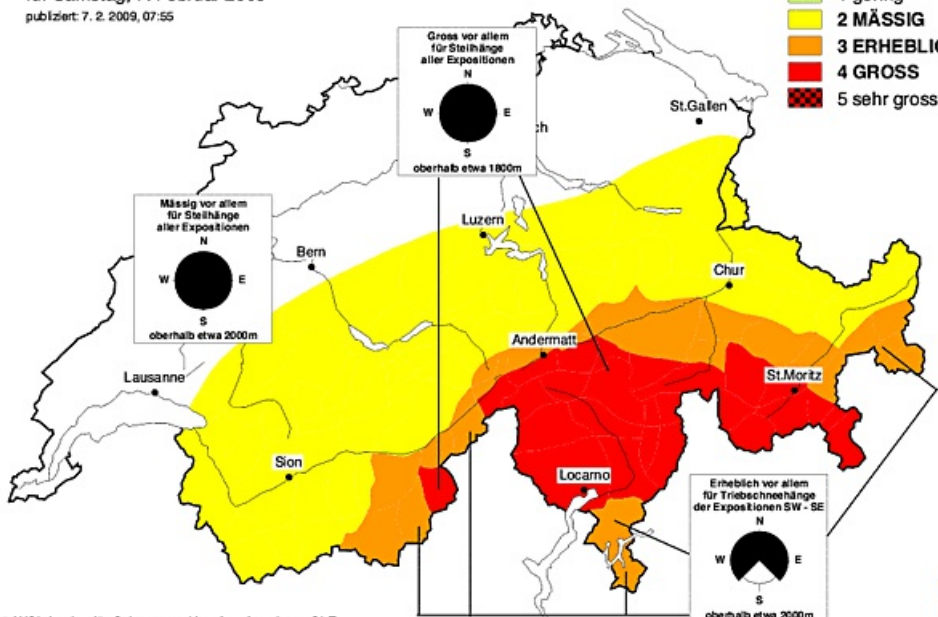 publiziert: 7. 2. 2009, 07:55
Gross vor allem
für Steilhänge
aller Expositionen
N
W
E
S
oberhalb etwa 1800m
2 MÄSSIG
3 ERHEBLIC
4 GROSS
5 sehr gross
St.Gallen
ch
Mässig vor allem
für Steilhänge
aller Expositionen
N
W
E
S
oberhalb etwa 2000m
Luzern
Bern
Chur
Andermatt
Lausanne
St.Moritz
Sion
Locarno
Erheblich vor allem
für Triebschneehänge
der Expositionen SW - SE
N
W
E
S
oberhalb etwa 2000m